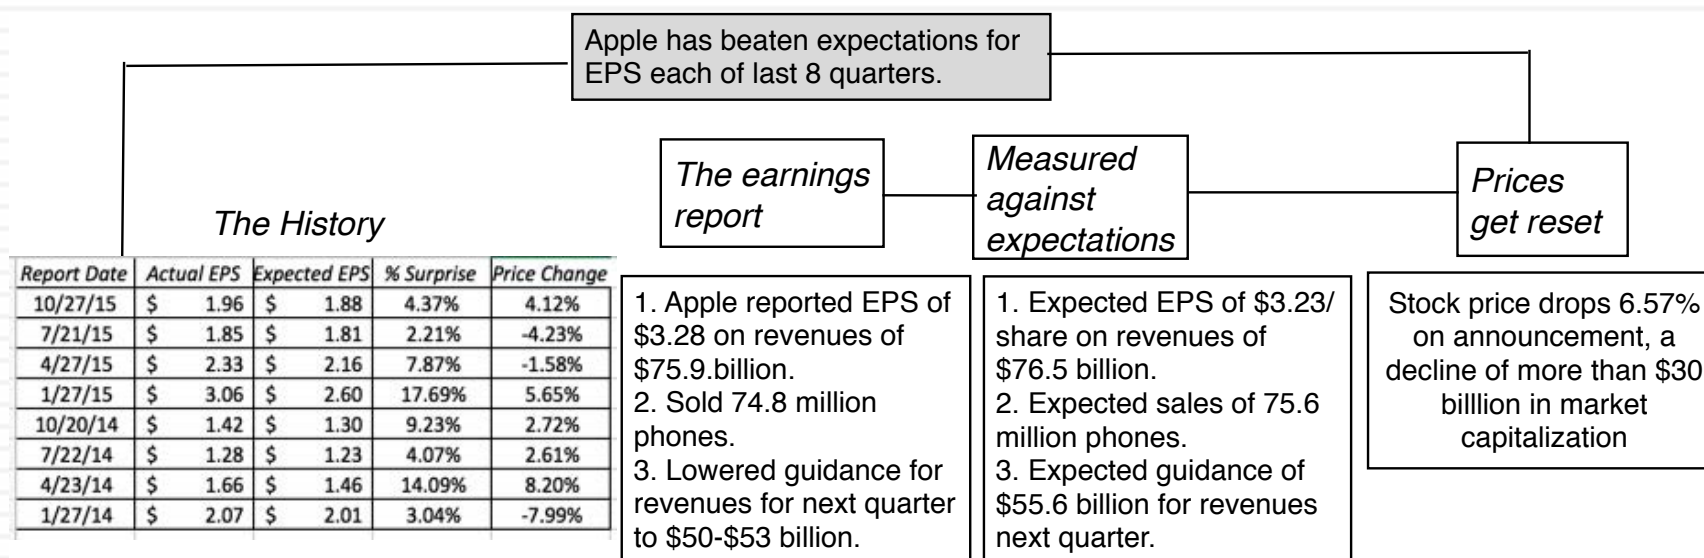 Apple has beaten expectations for
EPS each of last 8 quarters.
The History
Report Date Actual EPS Expected EPS % Surprise Price Change
10/27/15 $ 1.96 $ 1.88 4.37% 4.12%
7/21/15 $ 1.85 $ 1.81 2.21% -4.23%
4/27/15 $ 2.33 $ 2.16 7.87% -1.58%
1/27/15 $ 3.06 $ 2.60 17.69% 5.65%
10/20/14 $ 1.42 $ 1.30 9.23% 2.72%
7/22/14 $ 1.28 $ 1.23 4.07% 2.61%
4/23/14 $ 1.66 $ 1.46 14.09% 8.20%
1/27/14 $ 2.07 $ 2.01 3.04% -7.99%
The earnings
report
1. Apple reported EPS of
$3.28 on revenues of
$75.9.billion.
2. Sold 74.8 million
phones.
3. Lowered guidance for
revenues for next quarter
to $50-$53 billion.
Measured
against
expectations
1. Expected EPS of $3.23/
share on revenues of
$76.5 billion.
2. Expected sales of 75.6
million phones.
3. Expected guidance of
$55.6 billion for revenues
next quarter.
Prices
get reset
Stock price drops 6.57%
on announcement, a
decline of more than $30
billlion in market
capitalization